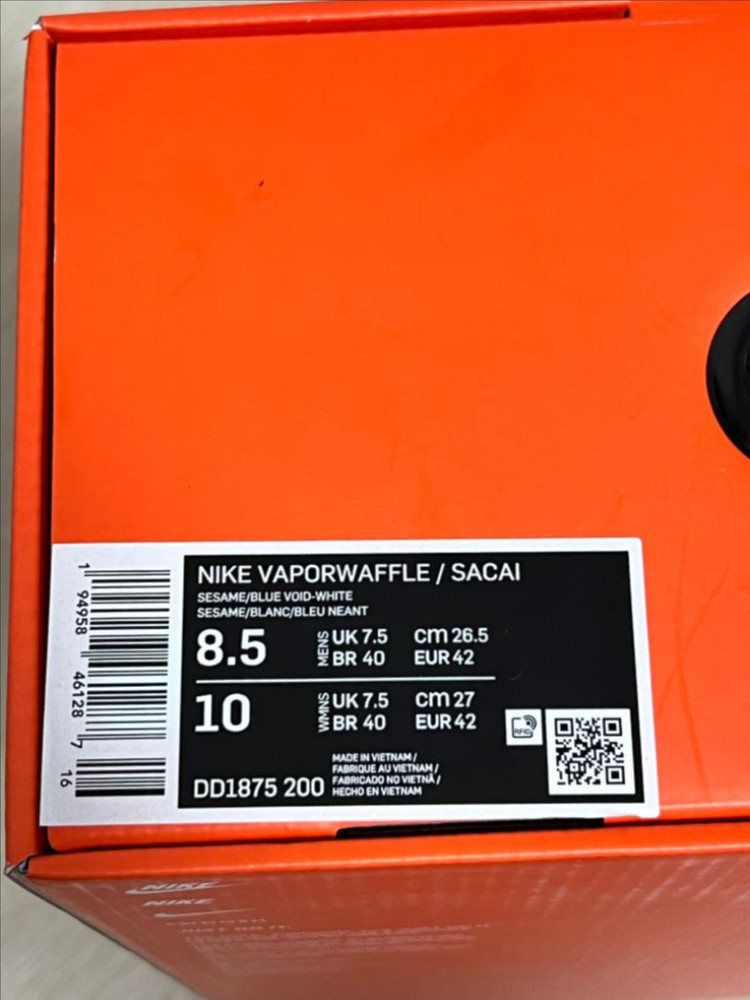 NIKE VAPORWAFFLE / SACAI
SESAME/BLUE VOID-WHITE
SESAME/BLANC/BLEU NEANT
8.5 MENS UK 7.5 cm 26.5
BR 40 EUR 42
10 WMNS UK 7.5 cm 27
BR 40 EUR 42
DD1875 200
MADE IN VIETNAM /
FABRIQUE AU VIETNAM /
FABRICADO NO VIETNÃ /
HECHO EN VIETNAM
RFID
1 94958 46128 7 16
NIKE
NIKE